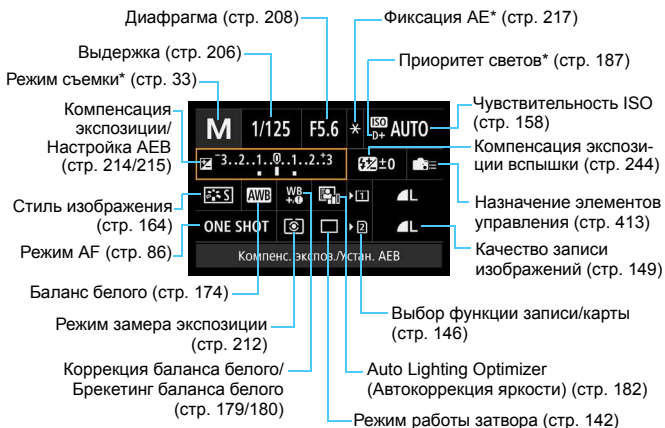 Диафрагма (стр. 208)
Фиксация AE* (стр. 217)
Выдержка (стр. 206)
Приоритет светов* (стр. 187)
Режим съемки* (стр. 33)
Компенсация
экспозиции/
Настройка AEB
(стр. 214/215)
Чувствительность ISO
(стр. 158)
Компенсация экспози-
ции вспышки (стр. 244)
M 1/125 F5.6 * ISO D+ AUTO
-3..2..1..0..1..2.+3 ±0
S AWB WB +/- 1 L
ONE SHOT 2 L
Компенс. экспоз./Устан. AEB
Стиль изображения
(стр. 164)
Назначение элементов
управления (стр. 413)
Режим AF (стр. 86)
Качество записи
изображений (стр. 149)
Баланс белого (стр. 174)
Выбор функции записи/карты
(стр. 146)
Режим замера экспозиции
(стр. 212)
Коррекция баланса белого/
Брекетинг баланса белого
(стр. 179/180)
Auto Lighting Optimizer
(Автокоррекция яркости) (стр. 182)
Режим работы затвора (стр. 142)